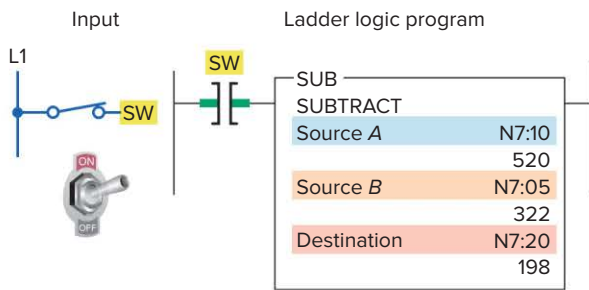 Input
Ladder logic program
L1
SW
SW
SUB
SUBTRACT
Source A N7:10
520
Source B N7:05
322
Destination N7:20
198
ON
OFF